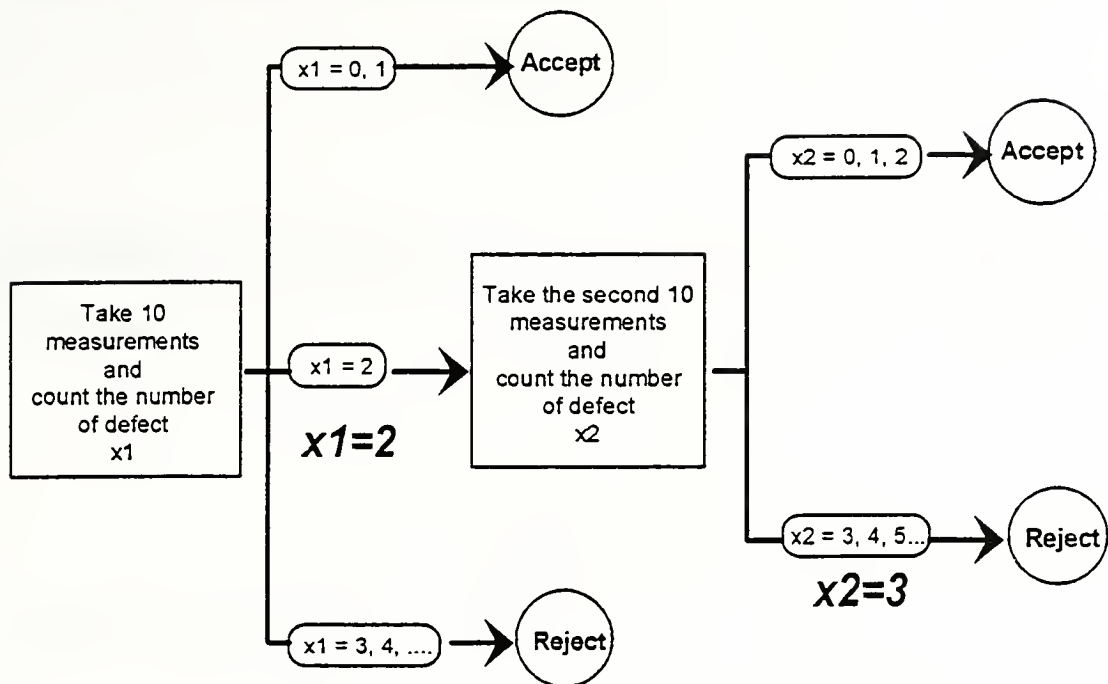 x1 = 0, 1
Accept
x2 = 0, 1, 2
Accept
Take 10
measurements
and
count the number
of defect
x1
x1 = 2
x1=2
Take the second 10
measurements
and
count the number
of defect
x2
x2 = 3, 4, 5...
Reject
x2=3
x1 = 3, 4, ....
Reject